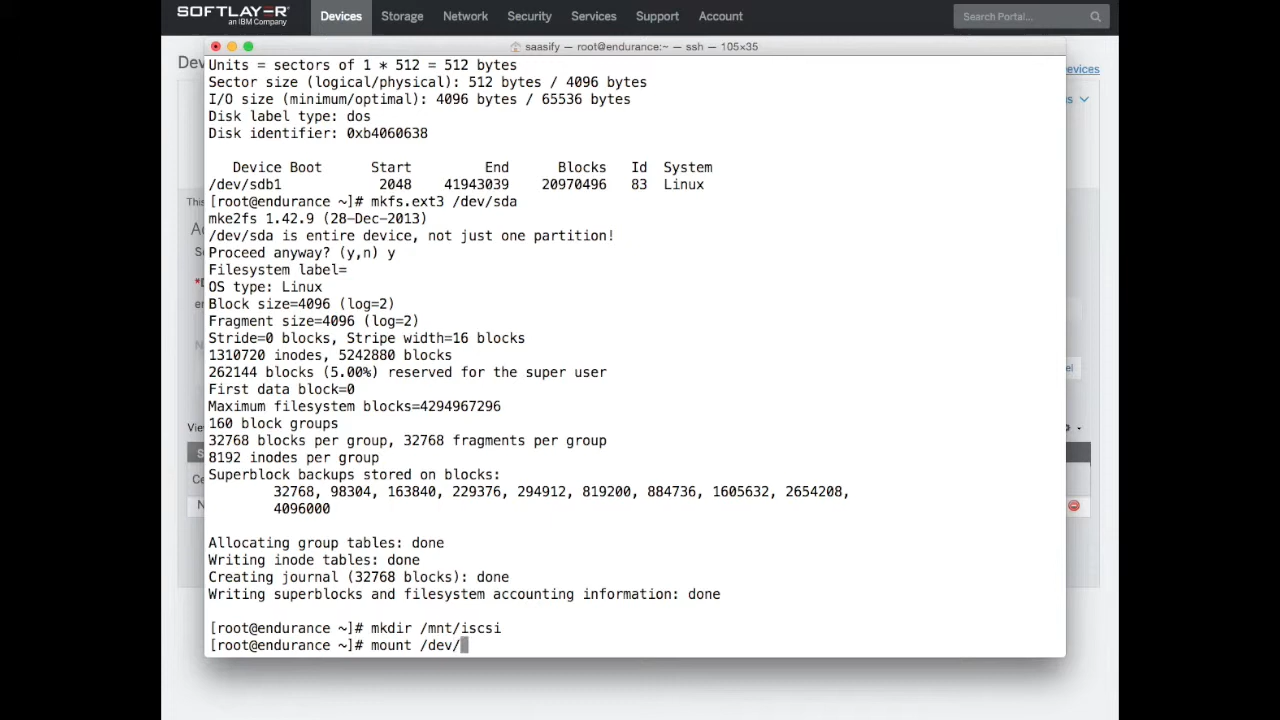 SOFTLAYER
an IBM Company
Devices Storage Network Security Services Support Account
Search Portal...
Dev
evices
saasify — root@endurance:~ — ssh — 105x35
Units = sectors of 1 * 512 = 512 bytes
Sector size (logical/physical): 512 bytes / 4096 bytes
I/O size (minimum/optimal): 4096 bytes / 65536 bytes
Disk label type: dos
Disk identifier: 0xb4060638
Device Boot Start End Blocks Id System
/dev/sdb1 2048 41943039 20970496 83 Linux
[root@endurance ~]# mkfs.ext3 /dev/sda
mke2fs 1.42.9 (28-Dec-2013)
/dev/sda is entire device, not just one partition!
Proceed anyway? (y,n) y
Filesystem label=
OS type: Linux
Block size=4096 (log=2)
Fragment size=4096 (log=2)
Stride=0 blocks, Stripe width=16 blocks
1310720 inodes, 5242880 blocks
262144 blocks (5.00%) reserved for the super user
First data block=0
Maximum filesystem blocks=4294967296
160 block groups
32768 blocks per group, 32768 fragments per group
8192 inodes per group
Superblock backups stored on blocks:
32768, 98304, 163840, 229376, 294912, 819200, 884736, 1605632, 2654208,
4096000
Allocating group tables: done
Writing inode tables: done
Creating journal (32768 blocks): done
Writing superblocks and filesystem accounting information: done
[root@endurance ~]# mkdir /mnt/iscsi
[root@endurance ~]# mount /dev/